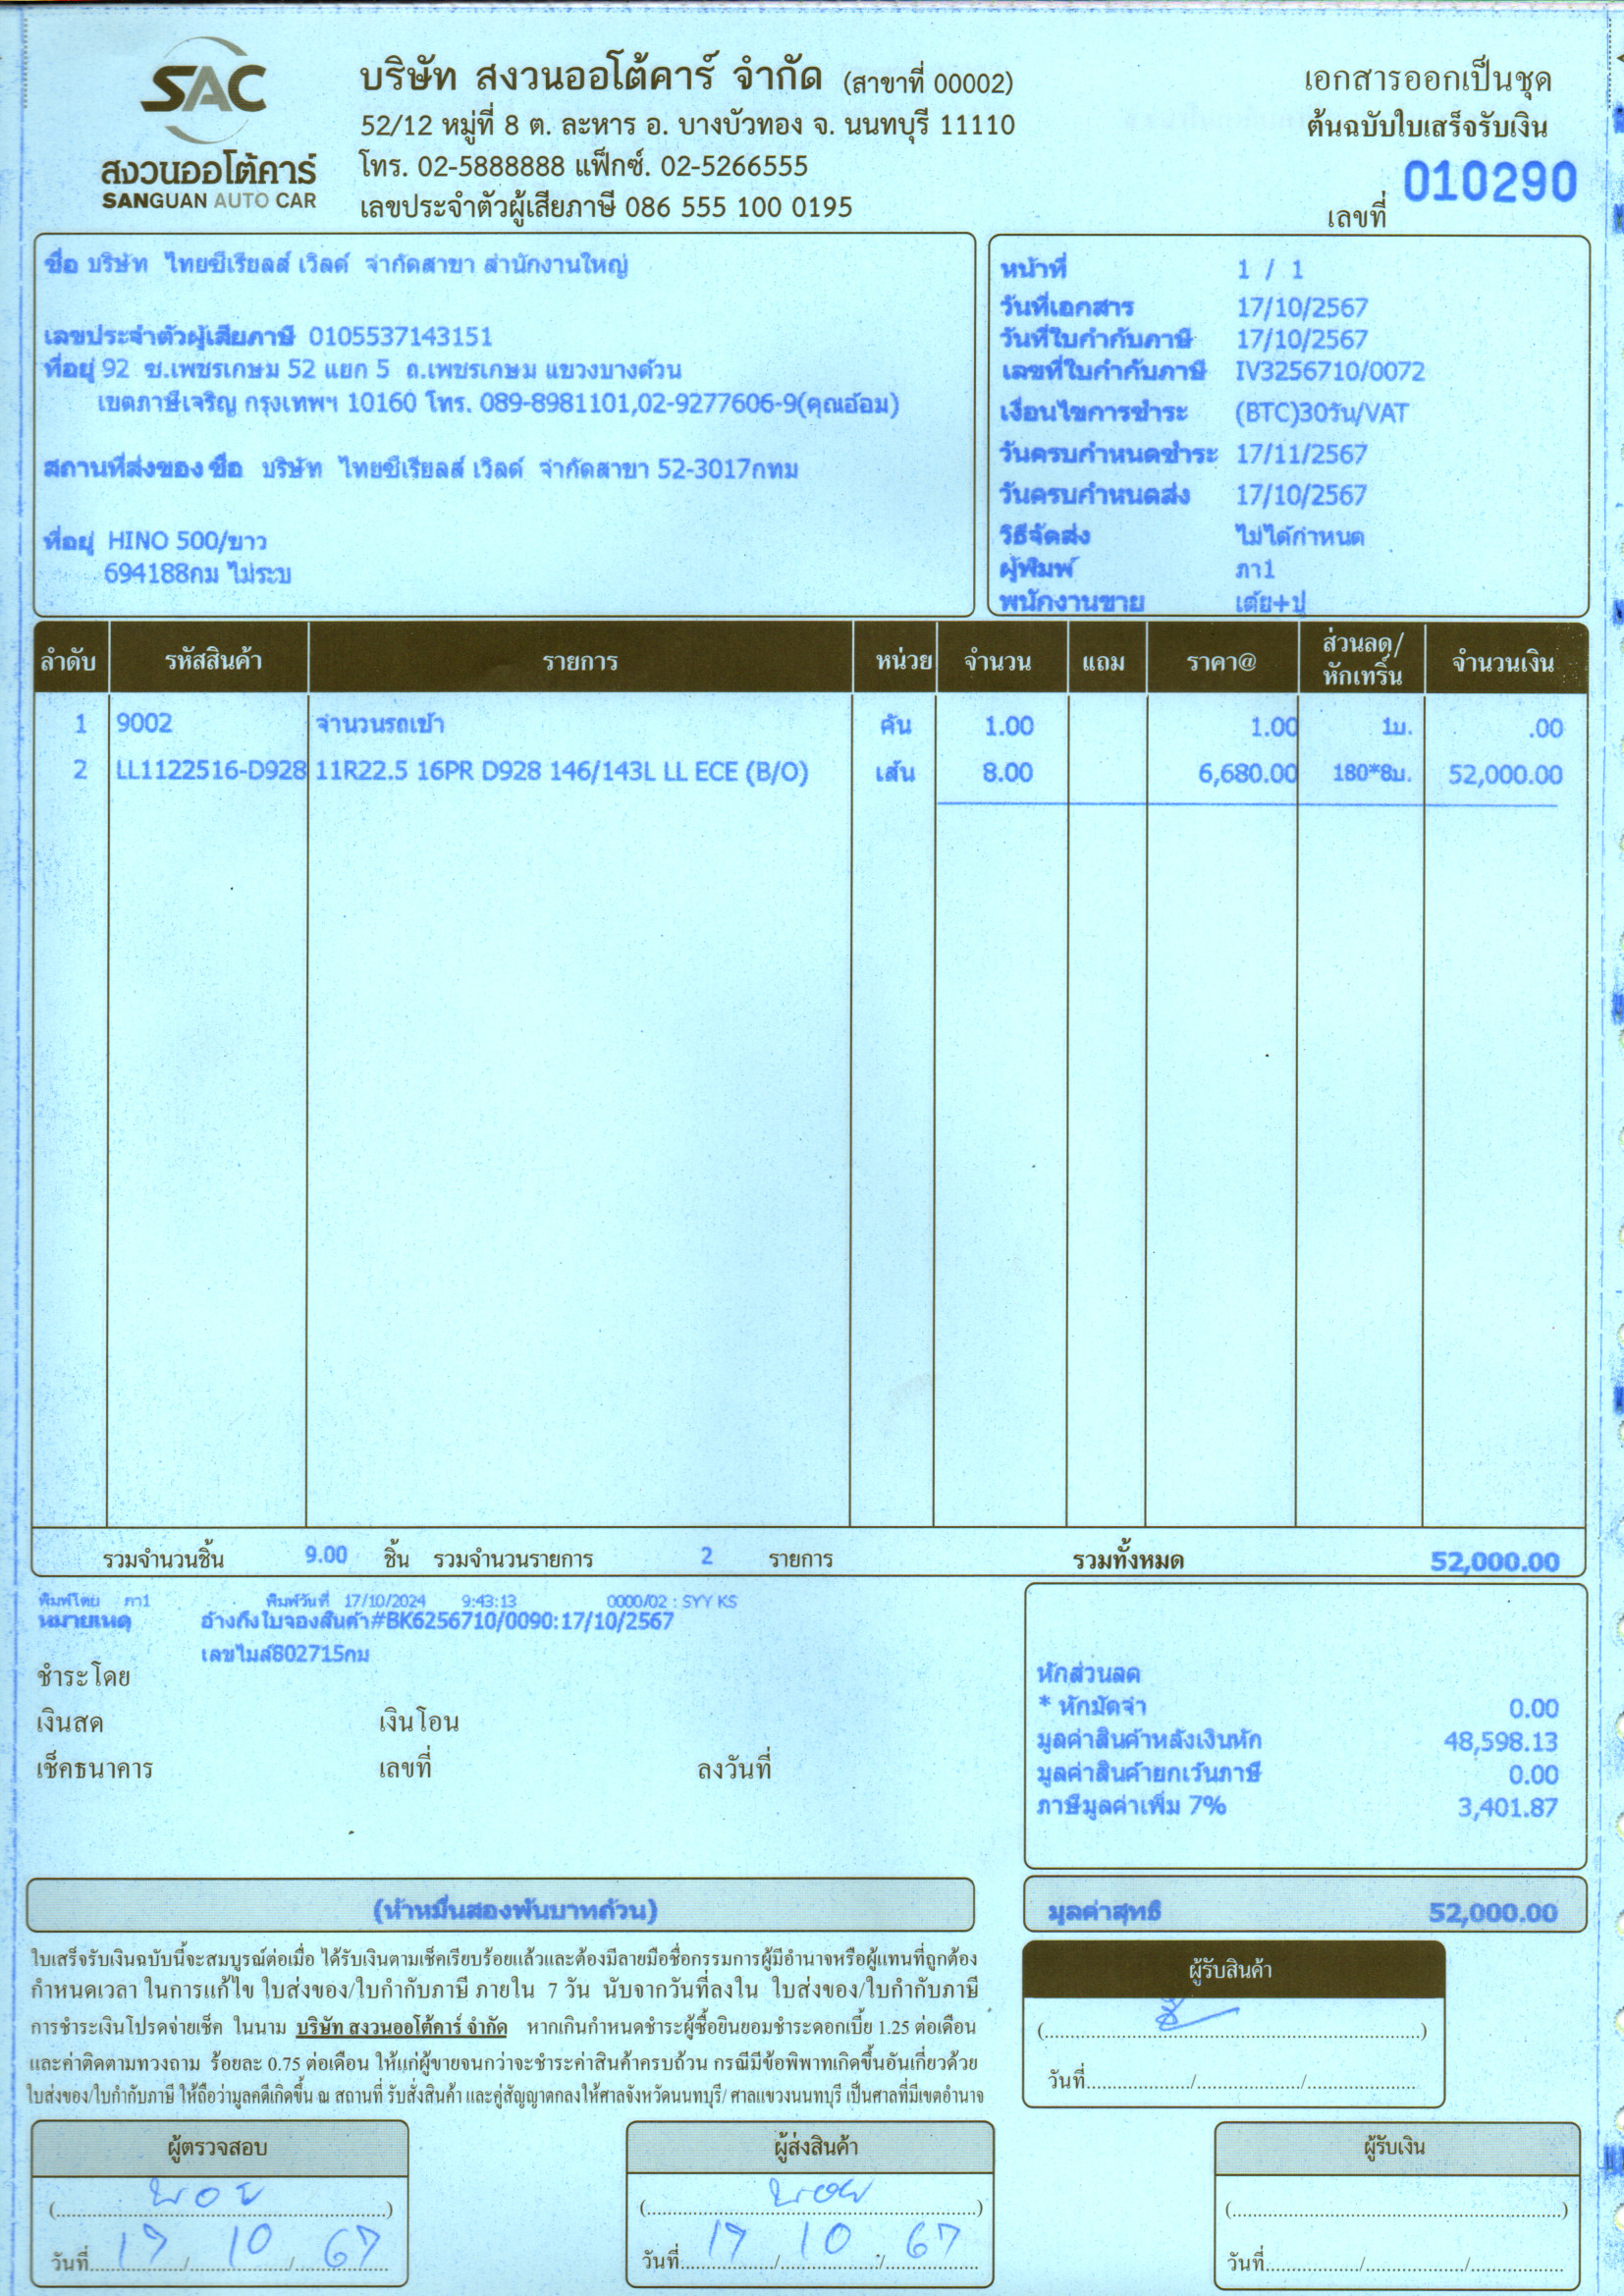 SAC
สงวนออโต้คาร์
SANGUAN AUTO CAR
บริษัท สงวนออโต้คาร์ จำกัด (สาขาที่ 00002)
52/12 หมู่ที่ 8 ต. ละหาร อ. บางบัวทอง จ. นนทบุรี 11110
โทร. 02-5888888 แฟ็กซ์. 02-5266555
เลขประจำตัวผู้เสียภาษี 086 555 100 0195
เอกสารออกเป็นชุด
ต้นฉบับใบเสร็จรับเงิน
เลขที่ 010290
ชื่อ บริษัท ไทยซีเรียลส์ เวิลด์ จำกัดสาขา สำนักงานใหญ่
เลขประจำตัวผู้เสียภาษี 0105537143151
ที่อยู่ 92 ซ.เพชรเกษม 52 แยก 5 ถ.เพชรเกษม แขวงบางด้วน
เขตภาษีเจริญ กรุงเทพฯ 10160 โทร. 089-8981101,02-9277606-9(คุณอ้อม)
สถานที่ส่งของ ชื่อ บริษัท ไทยซีเรียลส์ เวิลด์ จำกัดสาขา 52-3017กทม
ที่อยู่ HINO 500/ขาว
694188กม ไม่ระบ
หน้าที่ 1 / 1
วันที่เอกสาร 17/10/2567
วันที่ใบกำกับภาษี 17/10/2567
เลขที่ใบกำกับภาษี IV3256710/0072
เงื่อนไขการชำระ (BTC)30วัน/VAT
วันครบกำหนดชำระ 17/11/2567
วันครบกำหนดส่ง 17/10/2567
วิธีจัดส่ง ไม่ได้กำหนด
ผู้พิมพ์ ภา1
พนักงานขาย เต้ย+ปู
ลำดับ รหัสสินค้า รายการ หน่วย จำนวน แถม ราคา@ ส่วนลด/หักเทริ์น จำนวนเงิน
1 9002 จำนวนรถเข้า คัน 1.00 1.00 1บ. .00
2 LL1122516-D928 11R22.5 16PR D928 146/143L LL ECE (B/O) เส้น 8.00 6,680.00 180*8บ. 52,000.00
รวมจำนวนชิ้น 9.00 ชิ้น รวมจำนวนรายการ 2 รายการ รวมทั้งหมด 52,000.00
พิมพ์โดย ภา1 พิมพ์วันที่ 17/10/2024 9:43:13 0000/02 : SYY KS
หมายเหตุ อ้างถึงใบจองสินค้า#BK6256710/0090:17/10/2567
เลขไมล์802715กม
ชำระโดย
เงินสด เงินโอน
เช็คธนาคาร เลขที่ ลงวันที่
หักส่วนลด
* หักมัดจำ 0.00
มูลค่าสินค้าหลังเงินหัก 48,598.13
มูลค่าสินค้ายกเว้นภาษี 0.00
ภาษีมูลค่าเพิ่ม 7% 3,401.87
(ห้าหมื่นสองพันบาทถ้วน)
มูลค่าสุทธิ 52,000.00
ใบเสร็จรับเงินฉบับนี้จะสมบูรณ์ต่อเมื่อ ได้รับเงินตามเช็คเรียบร้อยแล้วและต้องมีลายมือชื่อกรรมการผู้มีอำนาจหรือผู้แทนที่ถูกต้อง
กำหนดเวลา ในการแก้ไข ใบส่งของ/ใบกำกับภาษี ภายใน 7 วัน นับจากวันที่ลงใน ใบส่งของ/ใบกำกับภาษี
การชำระเงินโปรดจ่ายเช็ค ในนาม บริษัท สงวนออโต้คาร์ จำกัด หากเกินกำหนดชำระผู้ซื้อยินยอมชำระดอกเบี้ย 1.25 ต่อเดือน
และค่าติดตามทวงถาม ร้อยละ 0.75 ต่อเดือน ให้แก่ผู้ขายจนกว่าจะชำระค่าสินค้าครบถ้วน กรณีมีข้อพิพาทเกิดขึ้นอันเกี่ยวด้วย
ใบส่งของ/ใบกำกับภาษี ให้ถือว่ามูลคดีเกิดขึ้น ณ สถานที่ รับสั่งสินค้า และคู่สัญญาตกลงให้ศาลจังหวัดนนทบุรี/ ศาลแขวงนนทบุรี เป็นศาลที่มีเขตอำนาจ
ผู้รับสินค้า
วันที่
ผู้ตรวจสอบ
วันที่ 17/10/67
ผู้ส่งสินค้า
วันที่ 17/10/67
ผู้รับเงิน
วันที่